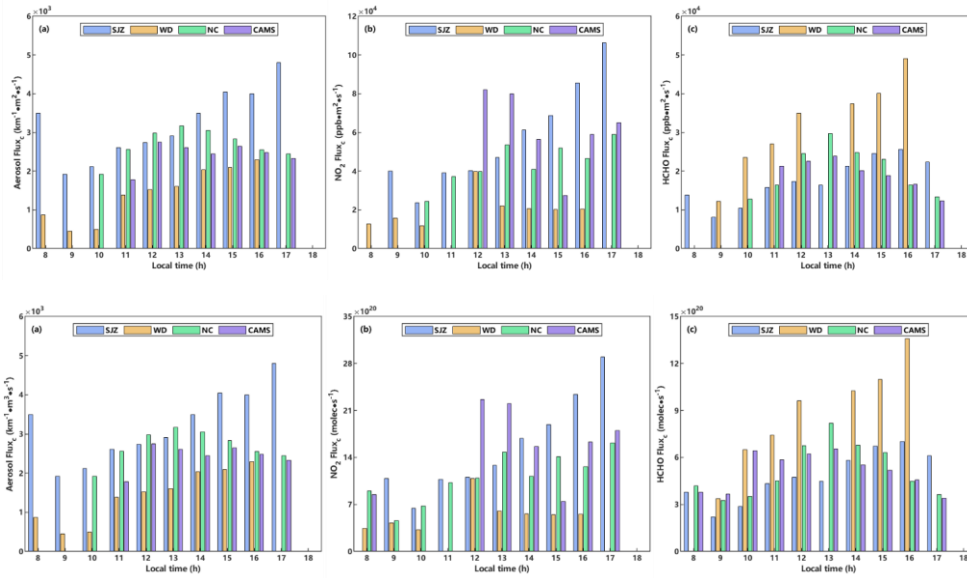 ×10³
(a)
SJZ WD NC CAMS
Aerosol Flux_c (km⁻¹•m²•s⁻¹)
6
5
4
3
2
1
0
8 9 10 11 12 13 14 15 16 17 18
Local time (h)
×10⁴
(b)
SJZ WD NC CAMS
NO₂ Flux_c (ppb•m²•s⁻¹)
12
10
8
6
4
2
0
8 9 10 11 12 13 14 15 16 17 18
Local time (h)
×10⁴
(c)
SJZ WD NC CAMS
HCHO Flux_c (ppb•m²•s⁻¹)
6
5
4
3
2
1
0
8 9 10 11 12 13 14 15 16 17 18
Local time (h)
×10³
(a)
SJZ WD NC CAMS
Aerosol Flux_c (km⁻¹•m³•s⁻¹)
6
5
4
3
2
1
0
8 9 10 11 12 13 14 15 16 17 18
Local time (h)
×10²⁰
(b)
SJZ WD NC CAMS
NO₂ Flux_c (molec•s⁻¹)
35
28
21
14
7
0
8 9 10 11 12 13 14 15 16 17 18
Local time (h)
×10²⁰
(c)
SJZ WD NC CAMS
HCHO Flux_c (molec•s⁻¹)
15
12
9
6
3
0
8 9 10 11 12 13 14 15 16 17 18
Local time (h)